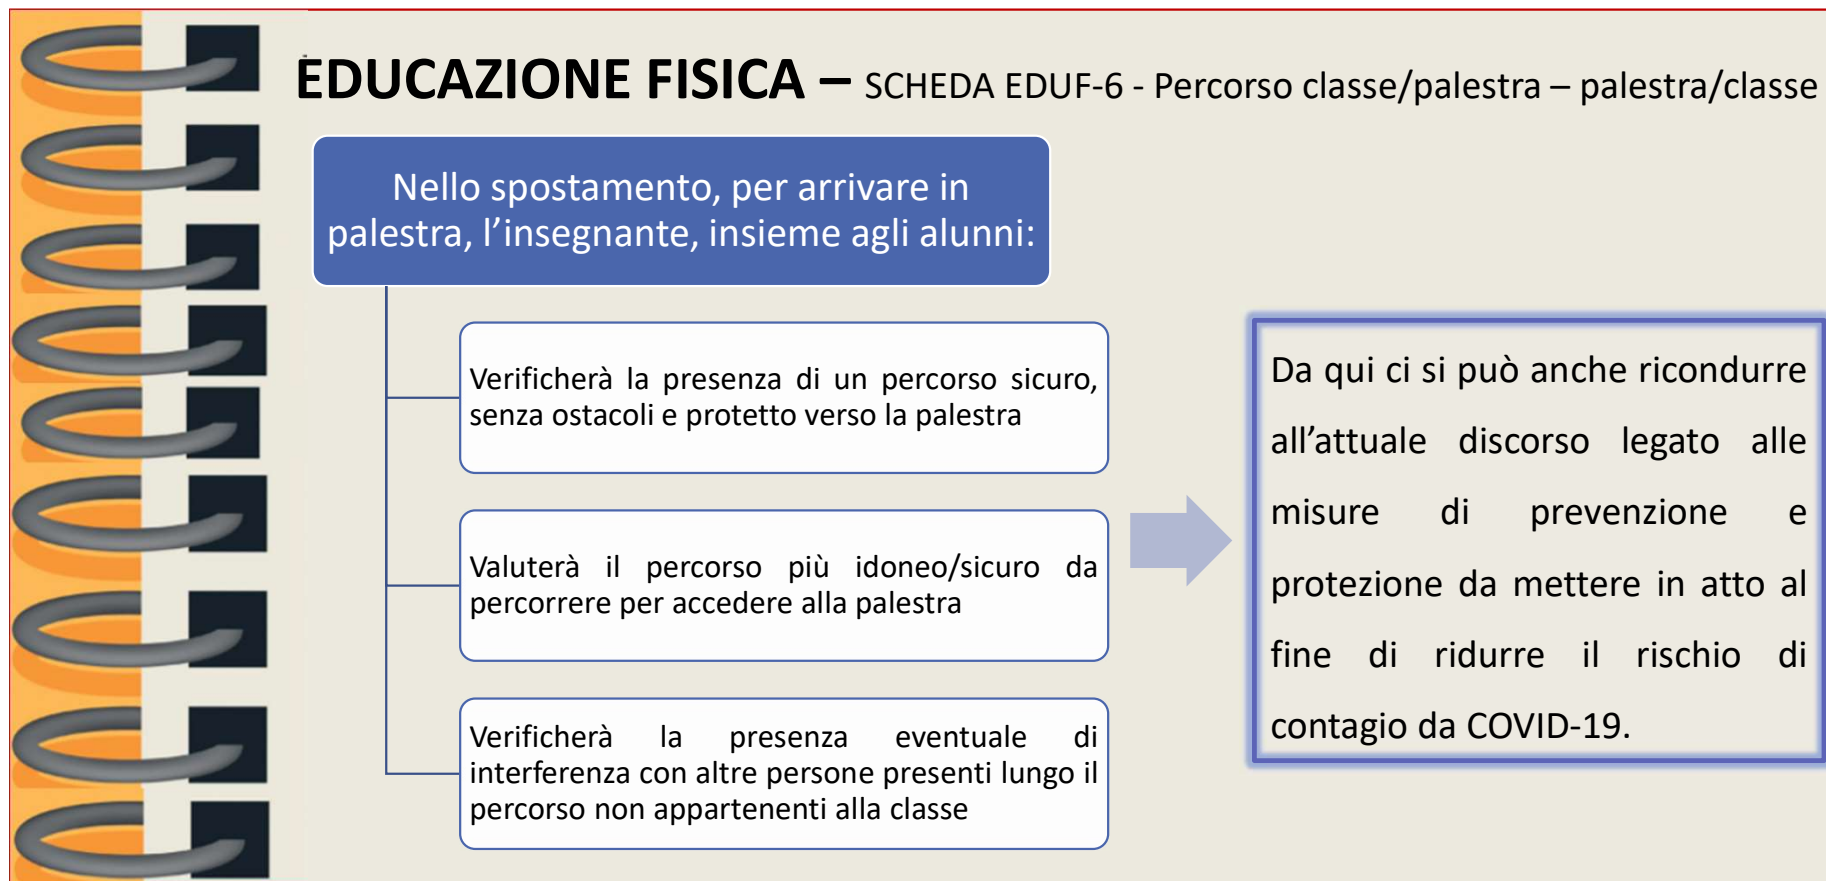 EDUCAZIONE FISICA – SCHEDA EDUF-6 - Percorso classe/palestra – palestra/classe
Nello spostamento, per arrivare in
palestra, l’insegnante, insieme agli alunni:
Verificherà la presenza di un percorso sicuro,
senza ostacoli e protetto verso la palestra
Valuterà il percorso più idoneo/sicuro da
percorrere per accedere alla palestra
Verificherà la presenza eventuale di
interferenza con altre persone presenti lungo il
percorso non appartenenti alla classe
Da qui ci si può anche ricondurre
all’attuale discorso legato alle
misure di prevenzione e
protezione da mettere in atto al
fine di ridurre il rischio di
contagio da COVID-19.